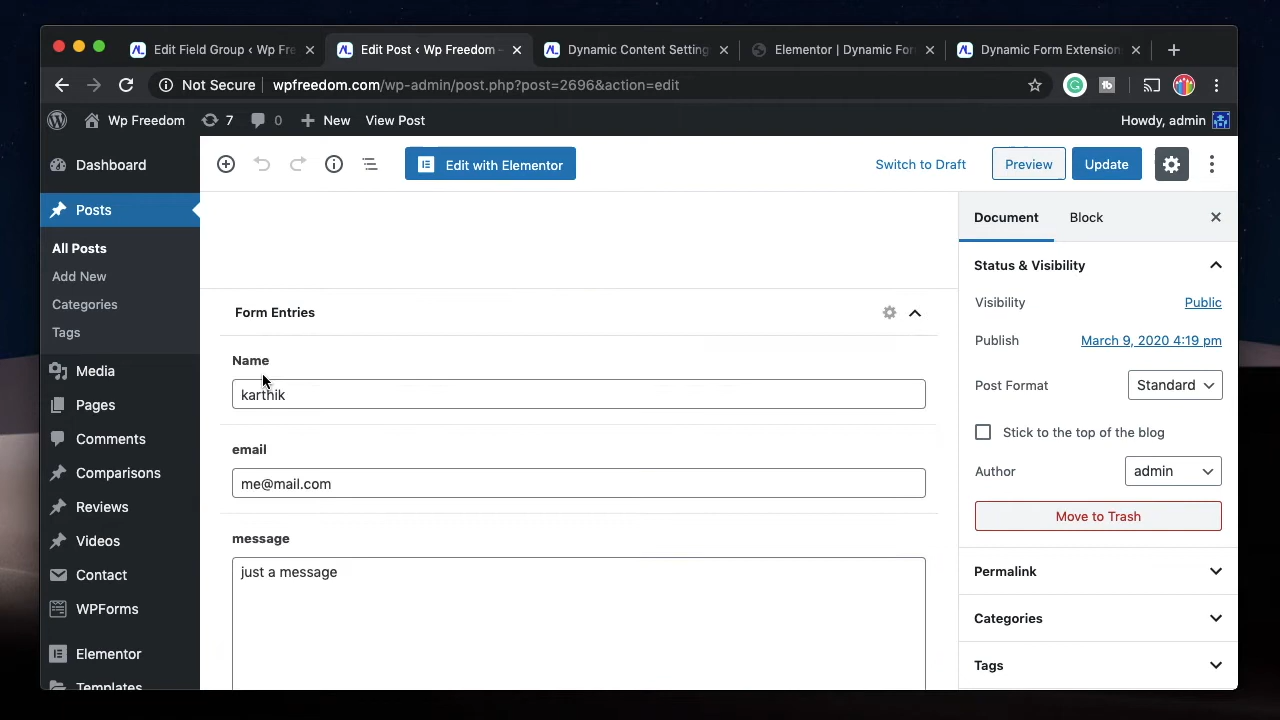 Edit Field Group ‹ Wp Fre
Edit Post ‹ Wp Freedom –
Dynamic Content Setting
Elementor | Dynamic For
Dynamic Form Extension
Not Secure
wpfreedom.com/wp-admin/post.php?post=2696&action=edit
Wp Freedom
7
0
New
View Post
Howdy, admin
Dashboard
Posts
All Posts
Add New
Categories
Tags
Media
Pages
Comments
Comparisons
Reviews
Videos
Contact
WPForms
Elementor
Templates
Edit with Elementor
Switch to Draft
Preview
Update
Form Entries
Name
karthik
email
me@mail.com
message
just a message
Document
Block
Status & Visibility
Visibility
Public
Publish
March 9, 2020 4:19 pm
Post Format
Standard
Stick to the top of the blog
Author
admin
Move to Trash
Permalink
Categories
Tags